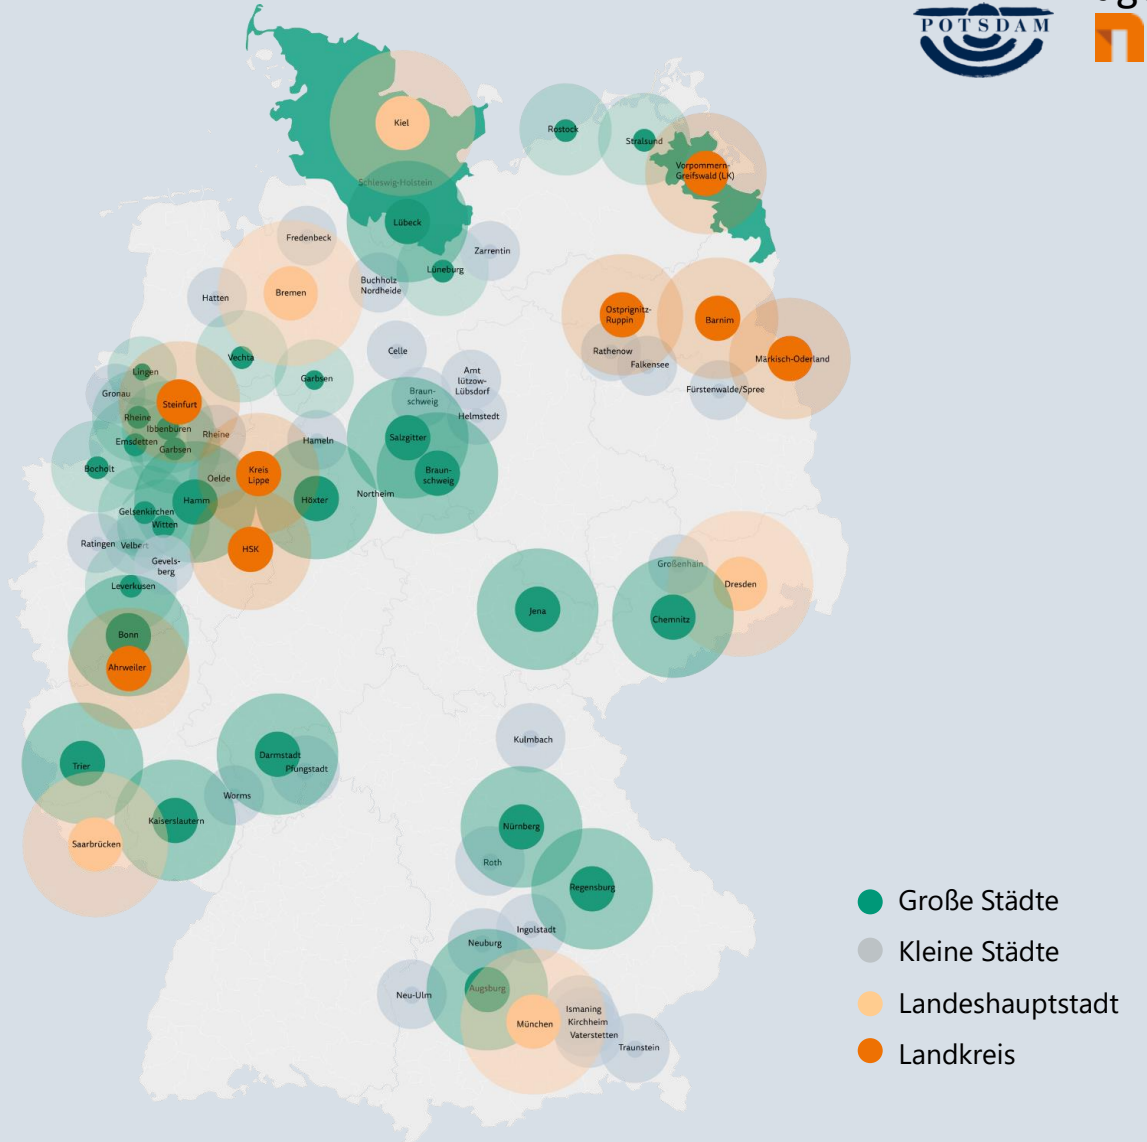 POTSDAM
Kiel
Rostock
Stralsund
Vorpommern-
Greifswald (LK)
Schleswig-Holstein
Lübeck
Fredenbeck
Zarrentin
Lüneburg
Buchholz
Nordheide
Bremen
Hatten
Ostprignitz-
Ruppin
Barnim
Rathenow
Falkensee
Märkisch-Oderland
Fürstenwalde/Spree
Celle
Vechta
Lingen
Garbsen
Amt
lützow-
Lübsdorf
Braun-
schweig
Helmstedt
Gronau
Steinfurt
Rheine
Ibbenbüren
Rheine
Emsdetten
Garbsen
Hameln
Salzgitter
Bocholt
Oelde
Kreis
Lippe
Braun-
schweig
Hamm
Höxter
Northeim
Gelsenkirchen
Witten
Ratingen
Velbert
HSK
Gevels-
berg
Leverkusen
Großenhain
Dresden
Jena
Chemnitz
Bonn
Ahrweiler
Kulmbach
Trier
Darmstadt
Pfungstadt
Worms
Kaiserslautern
Nürnberg
Saarbrücken
Roth
Regensburg
Ingolstadt
Neuburg
Augsburg
Neu-Ulm
München
Ismaning
Kirchheim
Vaterstetten
Traunstein
Große Städte
Kleine Städte
Landeshauptstadt
Landkreis